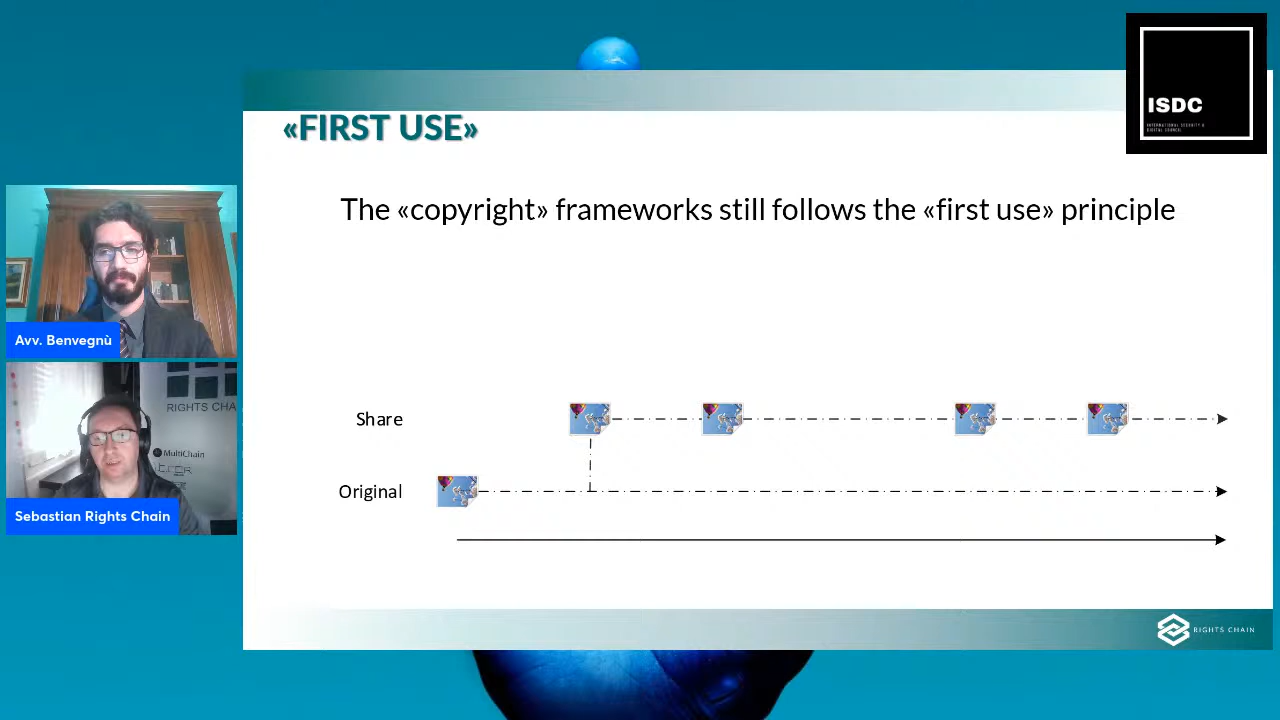 ISDC
INTERNATIONAL SECURITY &
DIGITAL COUNCIL
«FIRST USE»
The «copyright» frameworks still follows the «first use» principle
Avv. Benvegnù
RIGHTS CHA
MultiChain
Sebastian Rights Chain
Share
Original
RIGHTS CHAIN